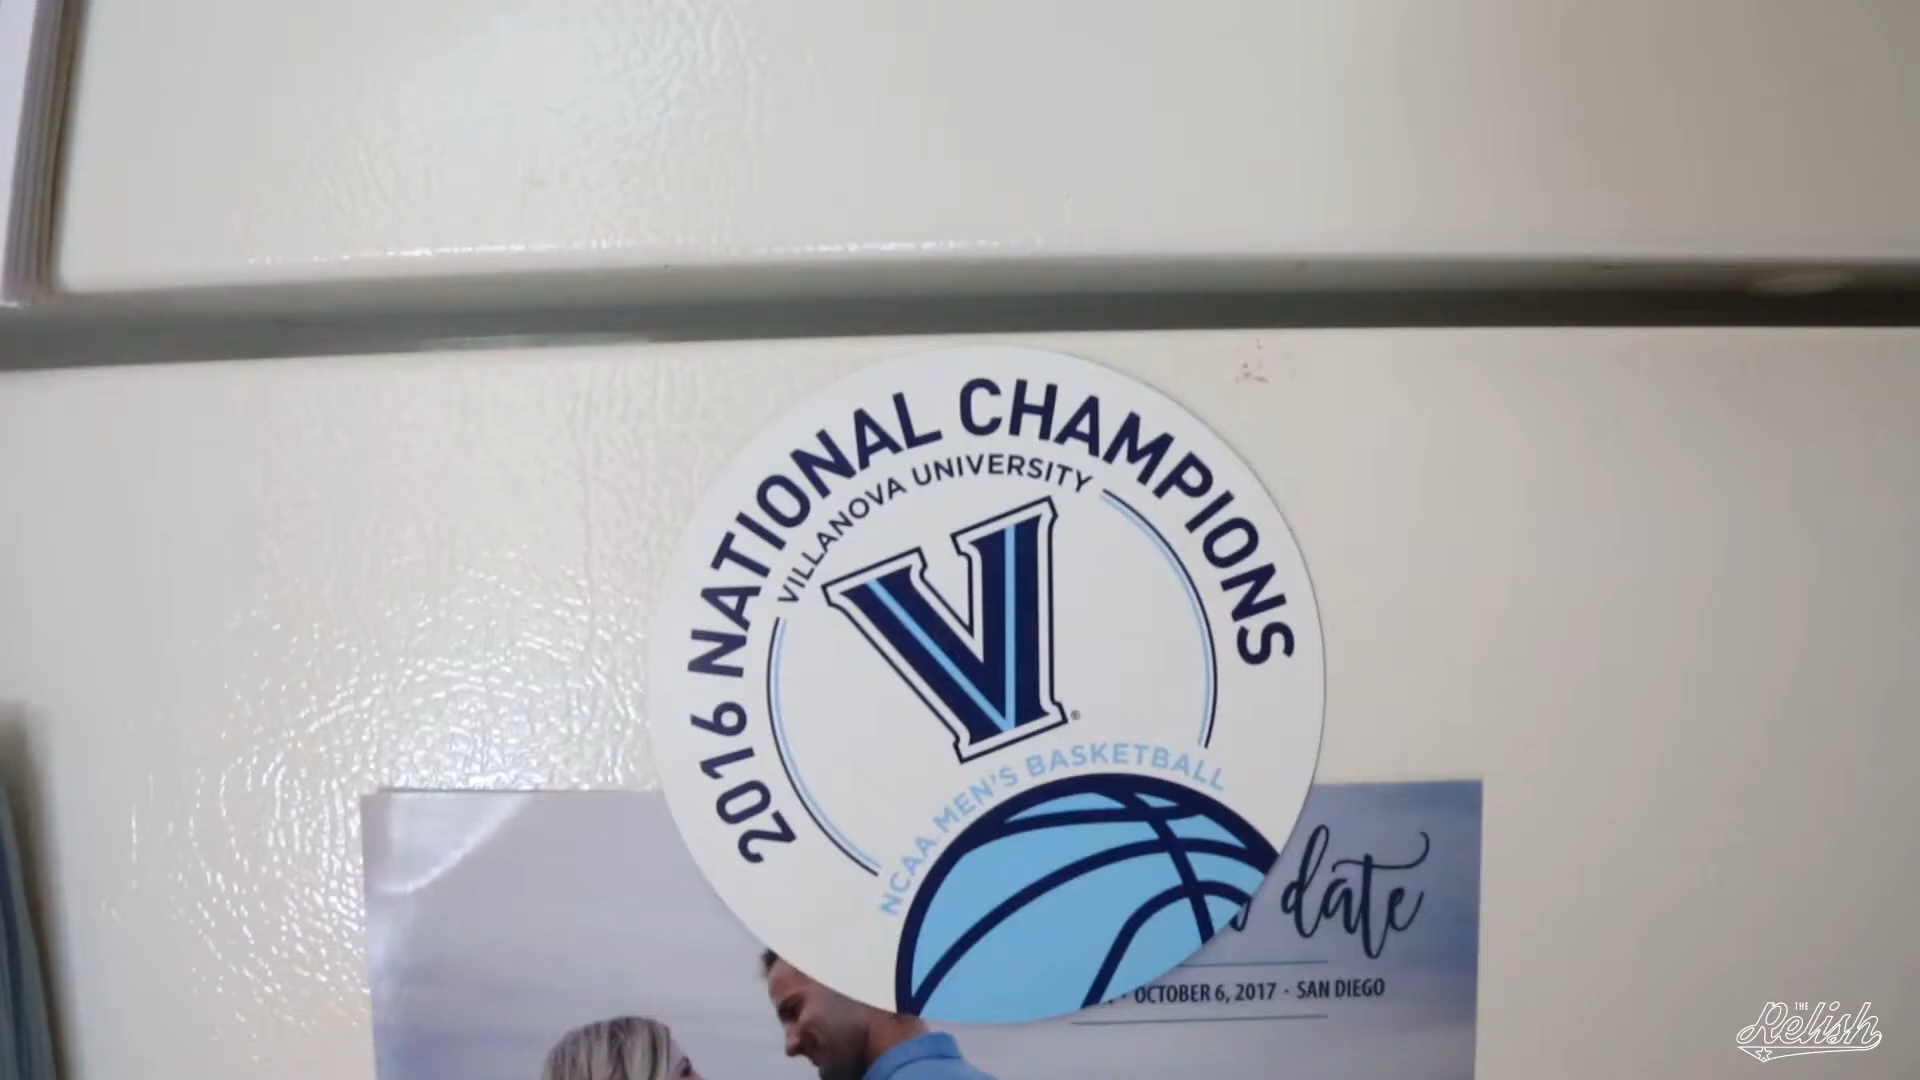 2016 NATIONAL CHAMPIONS
VILLANOVA UNIVERSITY
V
®
NCAA MEN'S BASKETBALL
date
OCTOBER 6, 2017 · SAN DIEGO
THE
Relish